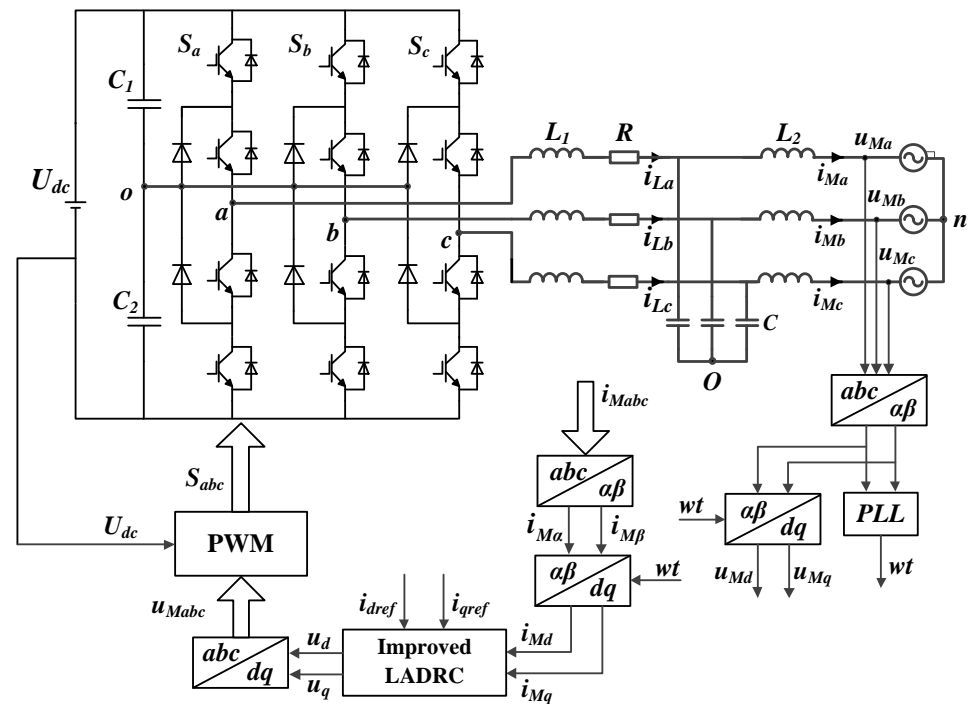 S_a
S_b
S_c
C_1
L_1
R
L_2
u_Ma
U_dc
o
a
i_La
i_Ma
u_Mb
b
n
c
i_Lb
i_Mb
u_Mc
C_2
i_Lc
i_Mc
C
O
abc
αβ
i_Mabc
S_abc
abc
αβ
wt
αβ
dq
PLL
U_dc
PWM
i_Mα
i_Mβ
αβ
dq
wt
u_Md
u_Mq
wt
u_Mabc
i_dref
i_qref
abc
dq
u_d
u_q
Improved
LADRC
i_Md
i_Mq